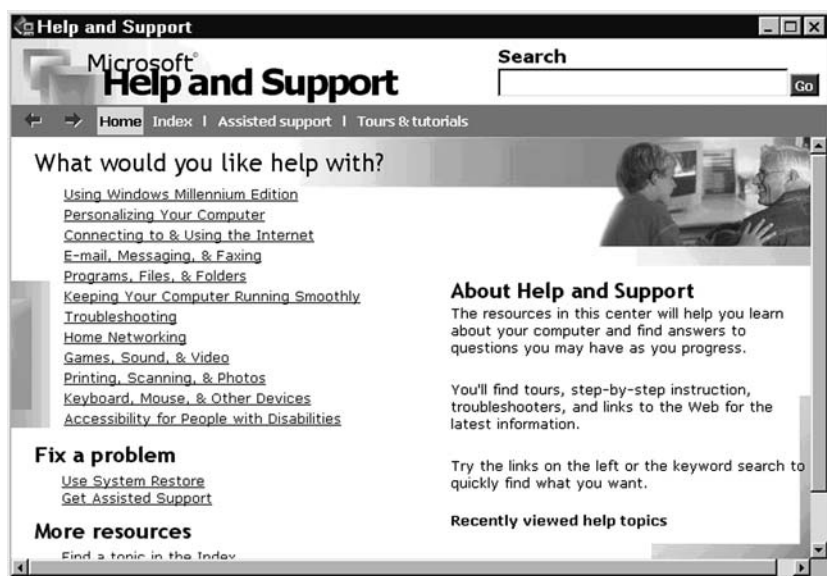 Help and Support
Microsoft®
Help and Support
Search
Go
Home Index | Assisted support | Tours & tutorials
What would you like help with?
Using Windows Millennium Edition
Personalizing Your Computer
Connecting to & Using the Internet
E-mail, Messaging, & Faxing
Programs, Files, & Folders
Keeping Your Computer Running Smoothly
Troubleshooting
Home Networking
Games, Sound, & Video
Printing, Scanning, & Photos
Keyboard, Mouse, & Other Devices
Accessibility for People with Disabilities
Fix a problem
Use System Restore
Get Assisted Support
More resources
Find a topic in the Index
About Help and Support
The resources in this center will help you learn
about your computer and find answers to
questions you may have as you progress.
You'll find tours, step-by-step instruction,
troubleshooters, and links to the Web for the
latest information.
Try the links on the left or the keyword search to
quickly find what you want.
Recently viewed help topics